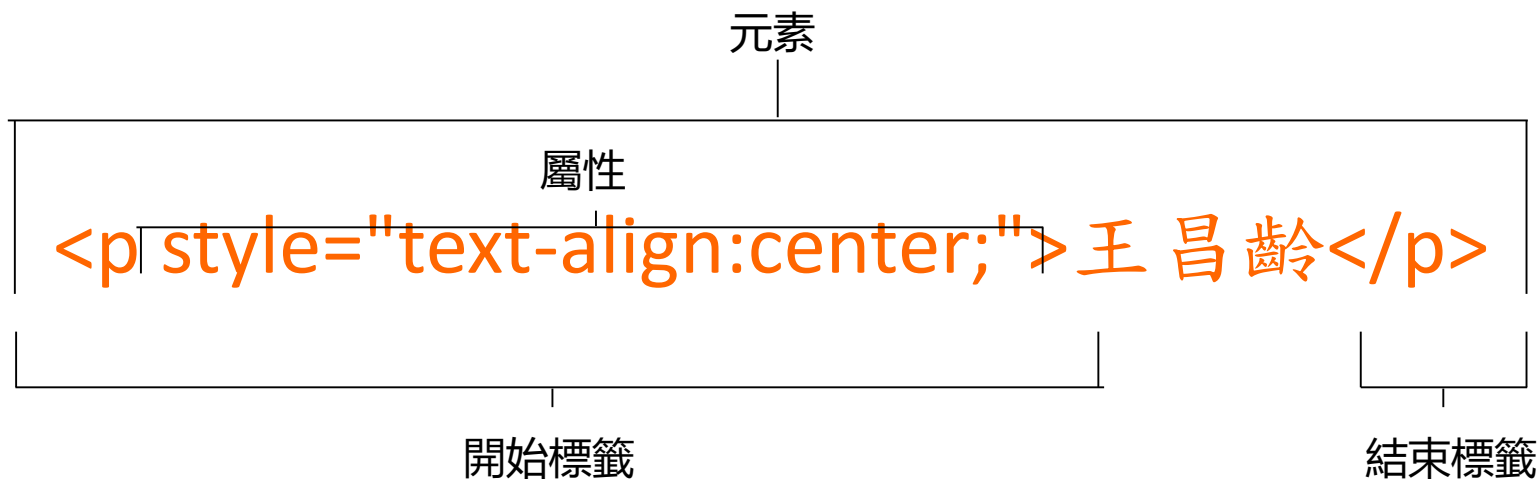 元素
屬性
<p style="text-align:center;">王昌齡</p>
開始標籤
結束標籤